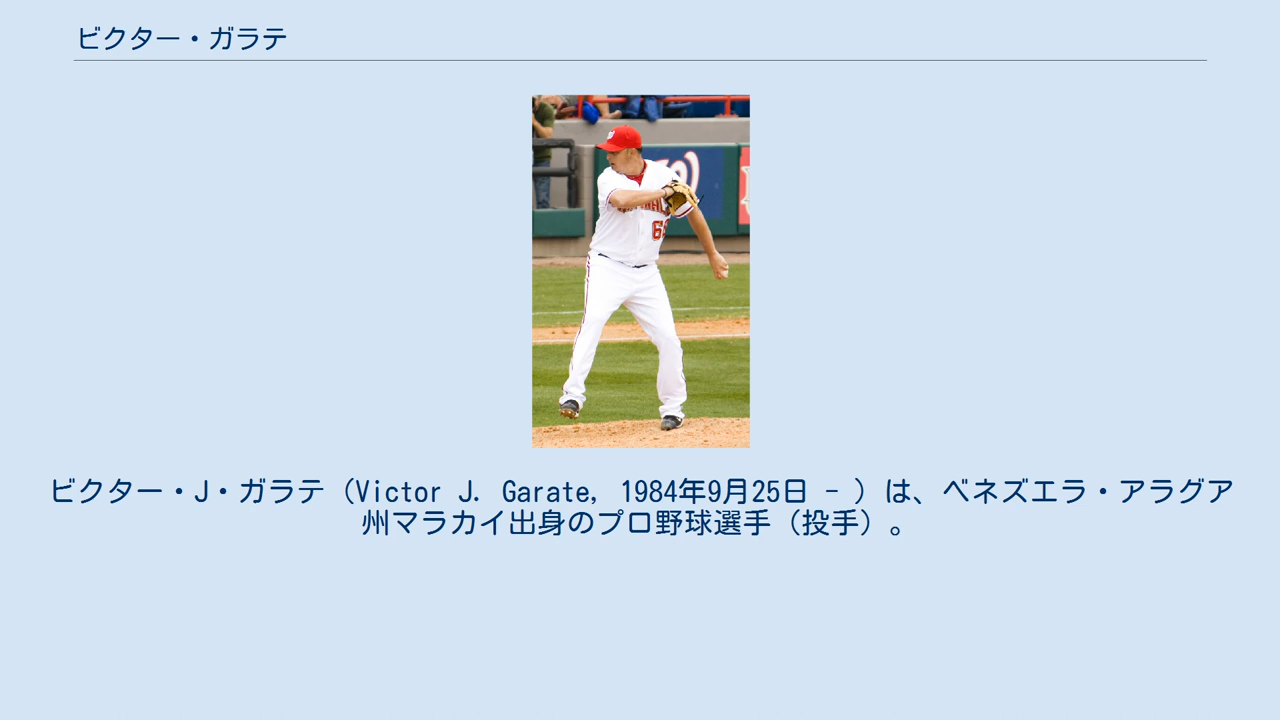 ビクター・ガラテ
ビクター・J・ガラテ（Victor J. Garate, 1984年9月25日 - ）は、ベネズエラ・アラグア
州マラカイ出身のプロ野球選手（投手）。